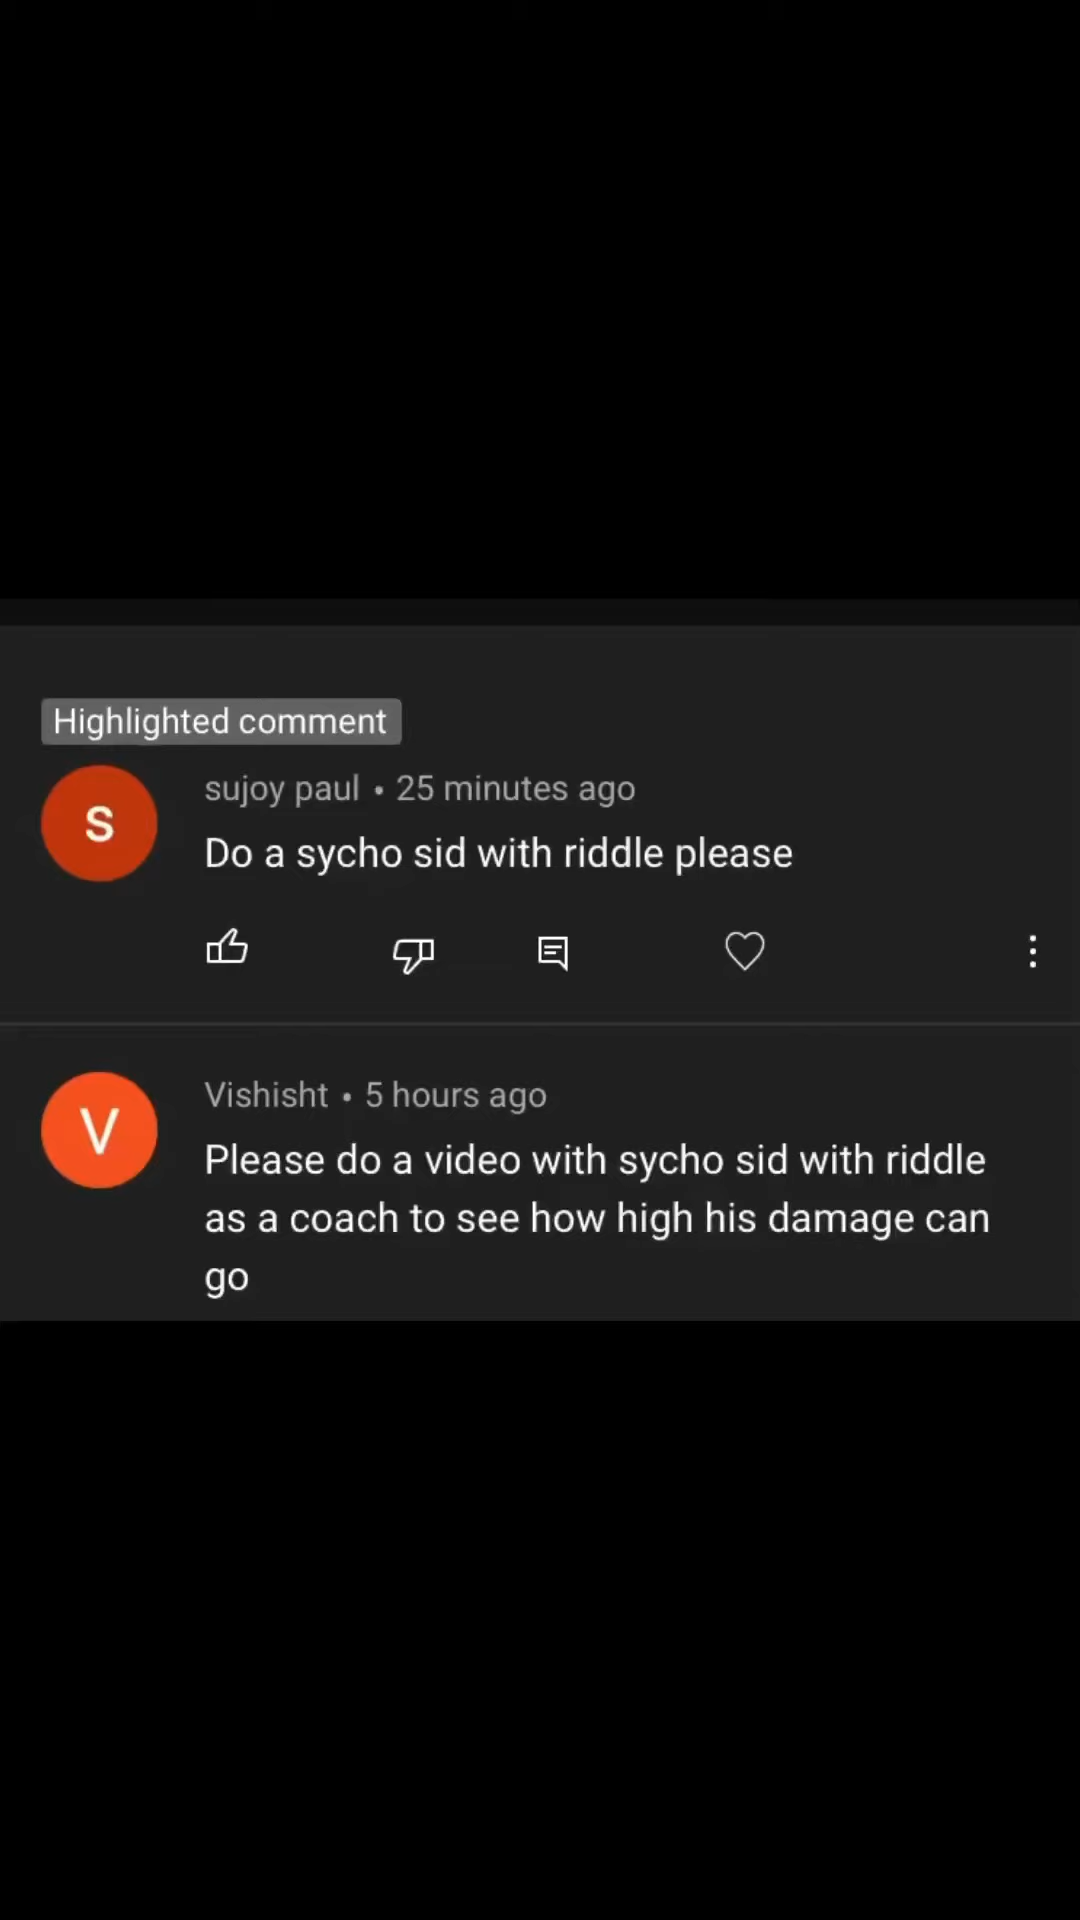 Highlighted comment
S
sujoy paul • 25 minutes ago
Do a sycho sid with riddle please
V
Vishisht • 5 hours ago
Please do a video with sycho sid with riddle
as a coach to see how high his damage can
go